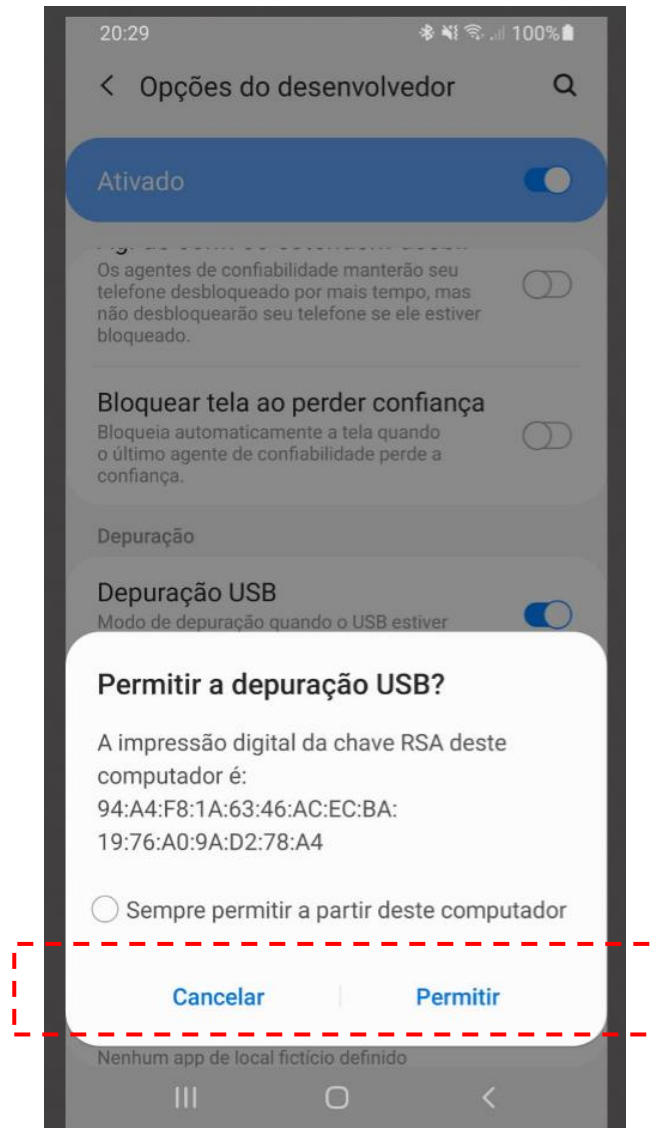 20:29
100%
Opções do desenvolvedor
Ativado
Os agentes de confiabilidade manterão seu
telefone desbloqueado por mais tempo, mas
não desbloquearão seu telefone se ele estiver
bloqueado.
Bloquear tela ao perder confiança
Bloqueia automaticamente a tela quando
o último agente de confiabilidade perde a
confiança.
Depuração
Depuração USB
Modo de depuração quando o USB estiver
Permitir a depuração USB?
A impressão digital da chave RSA deste
computador é:
94:A4:F8:1A:63:46:AC:EC:BA:
19:76:A0:9A:D2:78:A4
Sempre permitir a partir deste computador
Cancelar Permitir
Nenhum app de local fictício definido